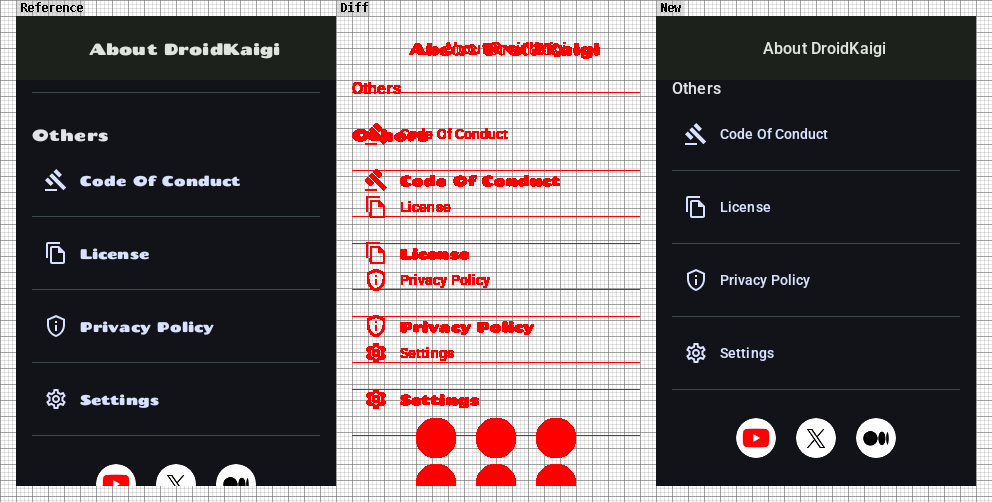 Reference
Diff
New
About DroidKaigi
Others
Code Of Conduct
License
Privacy Policy
Settings
About DroidKaigi
Others
Others
Code Of Conduct
Code Of Conduct
License
License
Privacy Policy
Privacy Policy
Settings
Settings
About DroidKaigi
Others
Code Of Conduct
License
Privacy Policy
Settings